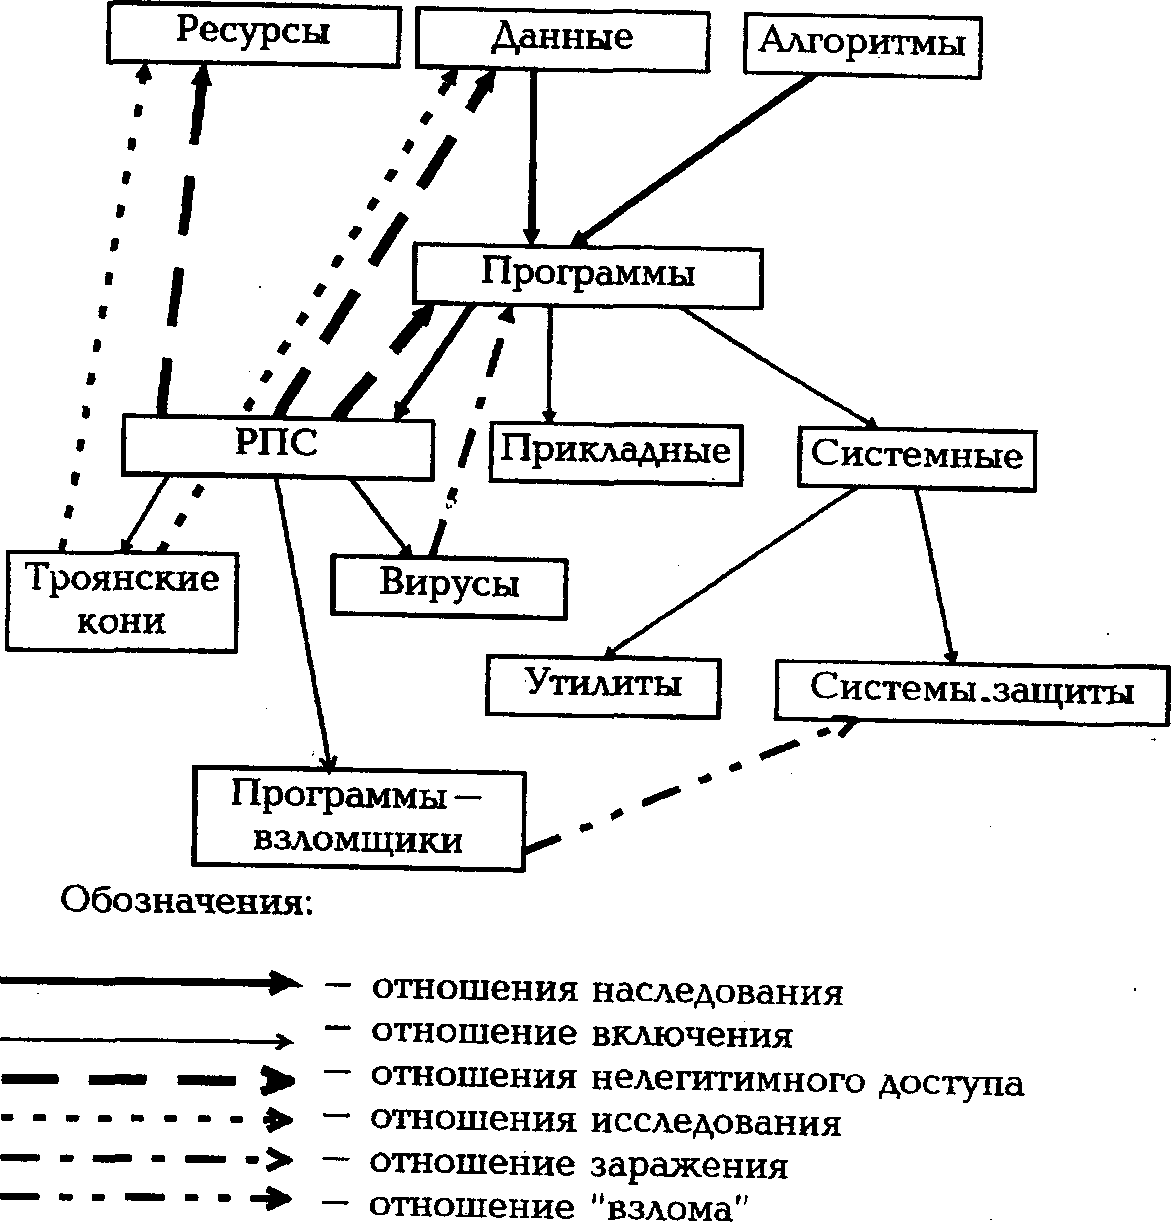 Ресурсы
Данные
Алгоритмы
Программы
РПС
Прикладные
Системные
Троянские
кони
Вирусы
Утилиты
Системы защиты
Программы —
взломщики
Обозначения:
— отношения наследования
— отношение включения
— отношения нелегитимного доступа
— отношения исследования
— отношение заражения
— отношение "взлома"